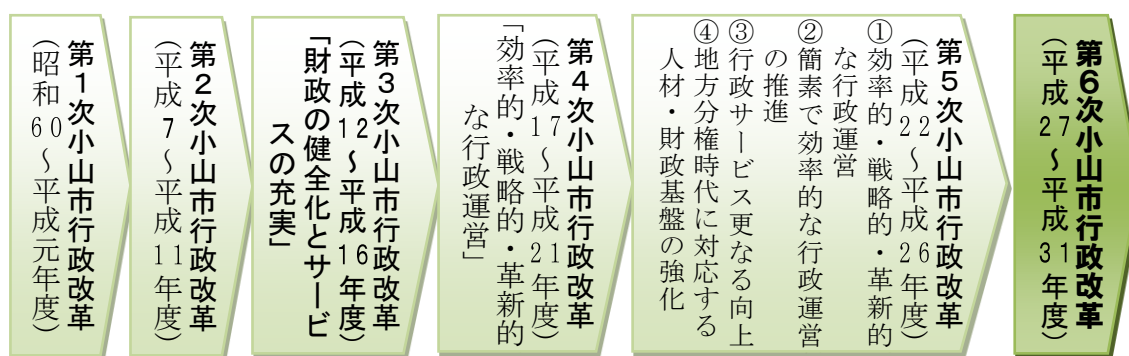 第1次小山市行政改革
（昭和60～平成元年度）
第2次小山市行政改革
（平成7～平成11年度）
第3次小山市行政改革
（平成12～平成16年度）
「財政の健全化とサービ
スの充実」
第4次小山市行政改革
（平成17～平成21年度）
「効率的・戦略的・革新的
な行政運営」
第5次小山市行政改革
（平成22～平成26年度）
①効率的・戦略的・革新的
な行政運営
②簡素で効率的な行政運営
の推進
③行政サービス更なる向上
④地方分権時代に対応する
人材・財政基盤の強化
第6次小山市行政改革
（平成27～平成31年度）